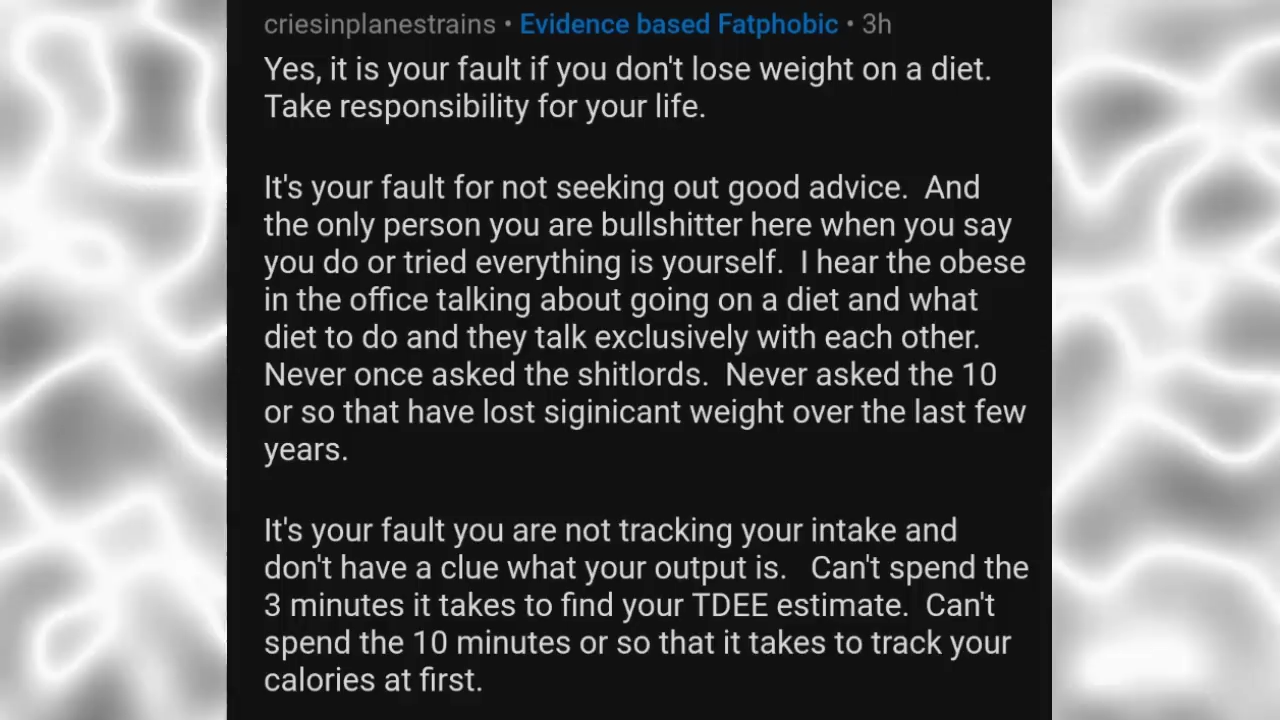 criesinplanestrains • Evidence based Fatphobic • 3h
Yes, it is your fault if you don't lose weight on a diet.
Take responsibility for your life.
It's your fault for not seeking out good advice.  And
the only person you are bullshitter here when you say
you do or tried everything is yourself.  I hear the obese
in the office talking about going on a diet and what
diet to do and they talk exclusively with each other.
Never once asked the shitlords.  Never asked the 10
or so that have lost siginicant weight over the last few
years.
It's your fault you are not tracking your intake and
don't have a clue what your output is.   Can't spend the
3 minutes it takes to find your TDEE estimate.  Can't
spend the 10 minutes or so that it takes to track your
calories at first.